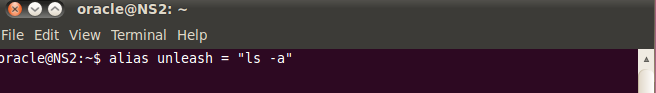 oracle@NS2: ~
File Edit View Terminal Help
oracle@NS2:~$ alias unleash = "ls -a"